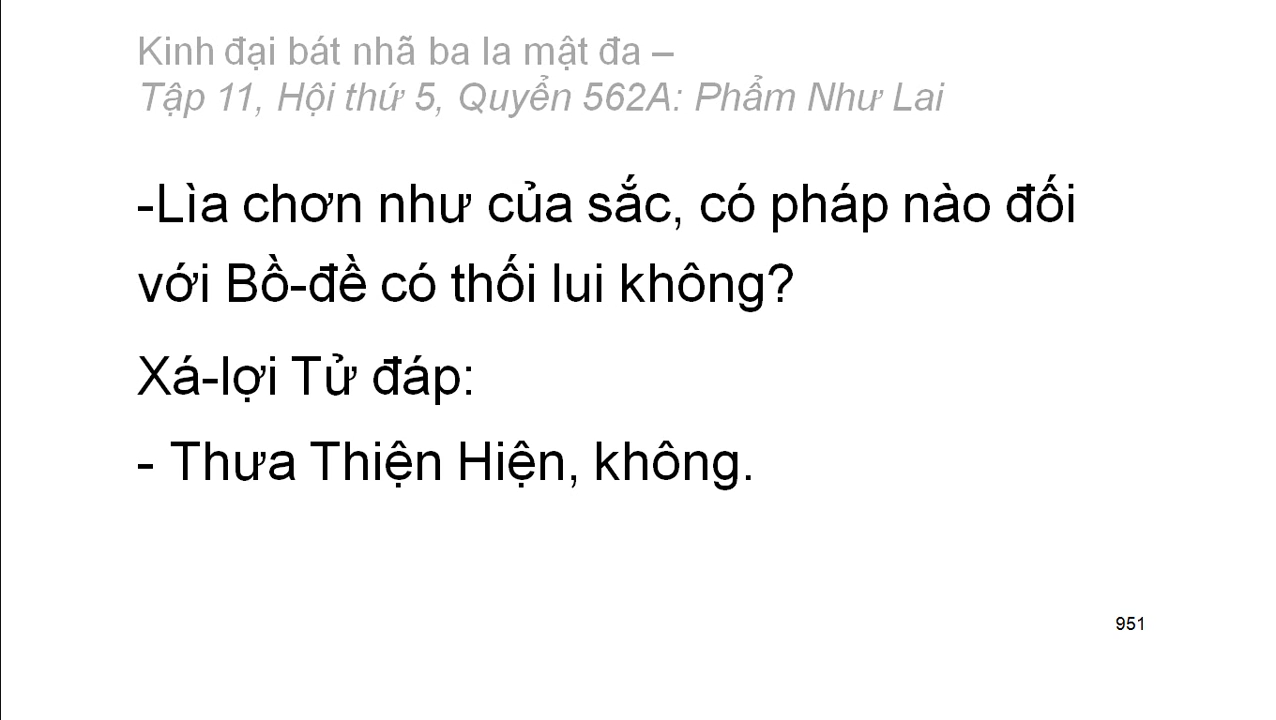 Kinh đại bát nhã ba la mật đa –
Tập 11, Hội thứ 5, Quyển 562A: Phẩm Như Lai
-Lìa chơn như của sắc, có pháp nào đối
với Bồ-đề có thối lui không?
Xá-lợi Tử đáp:
- Thưa Thiện Hiện, không.
951